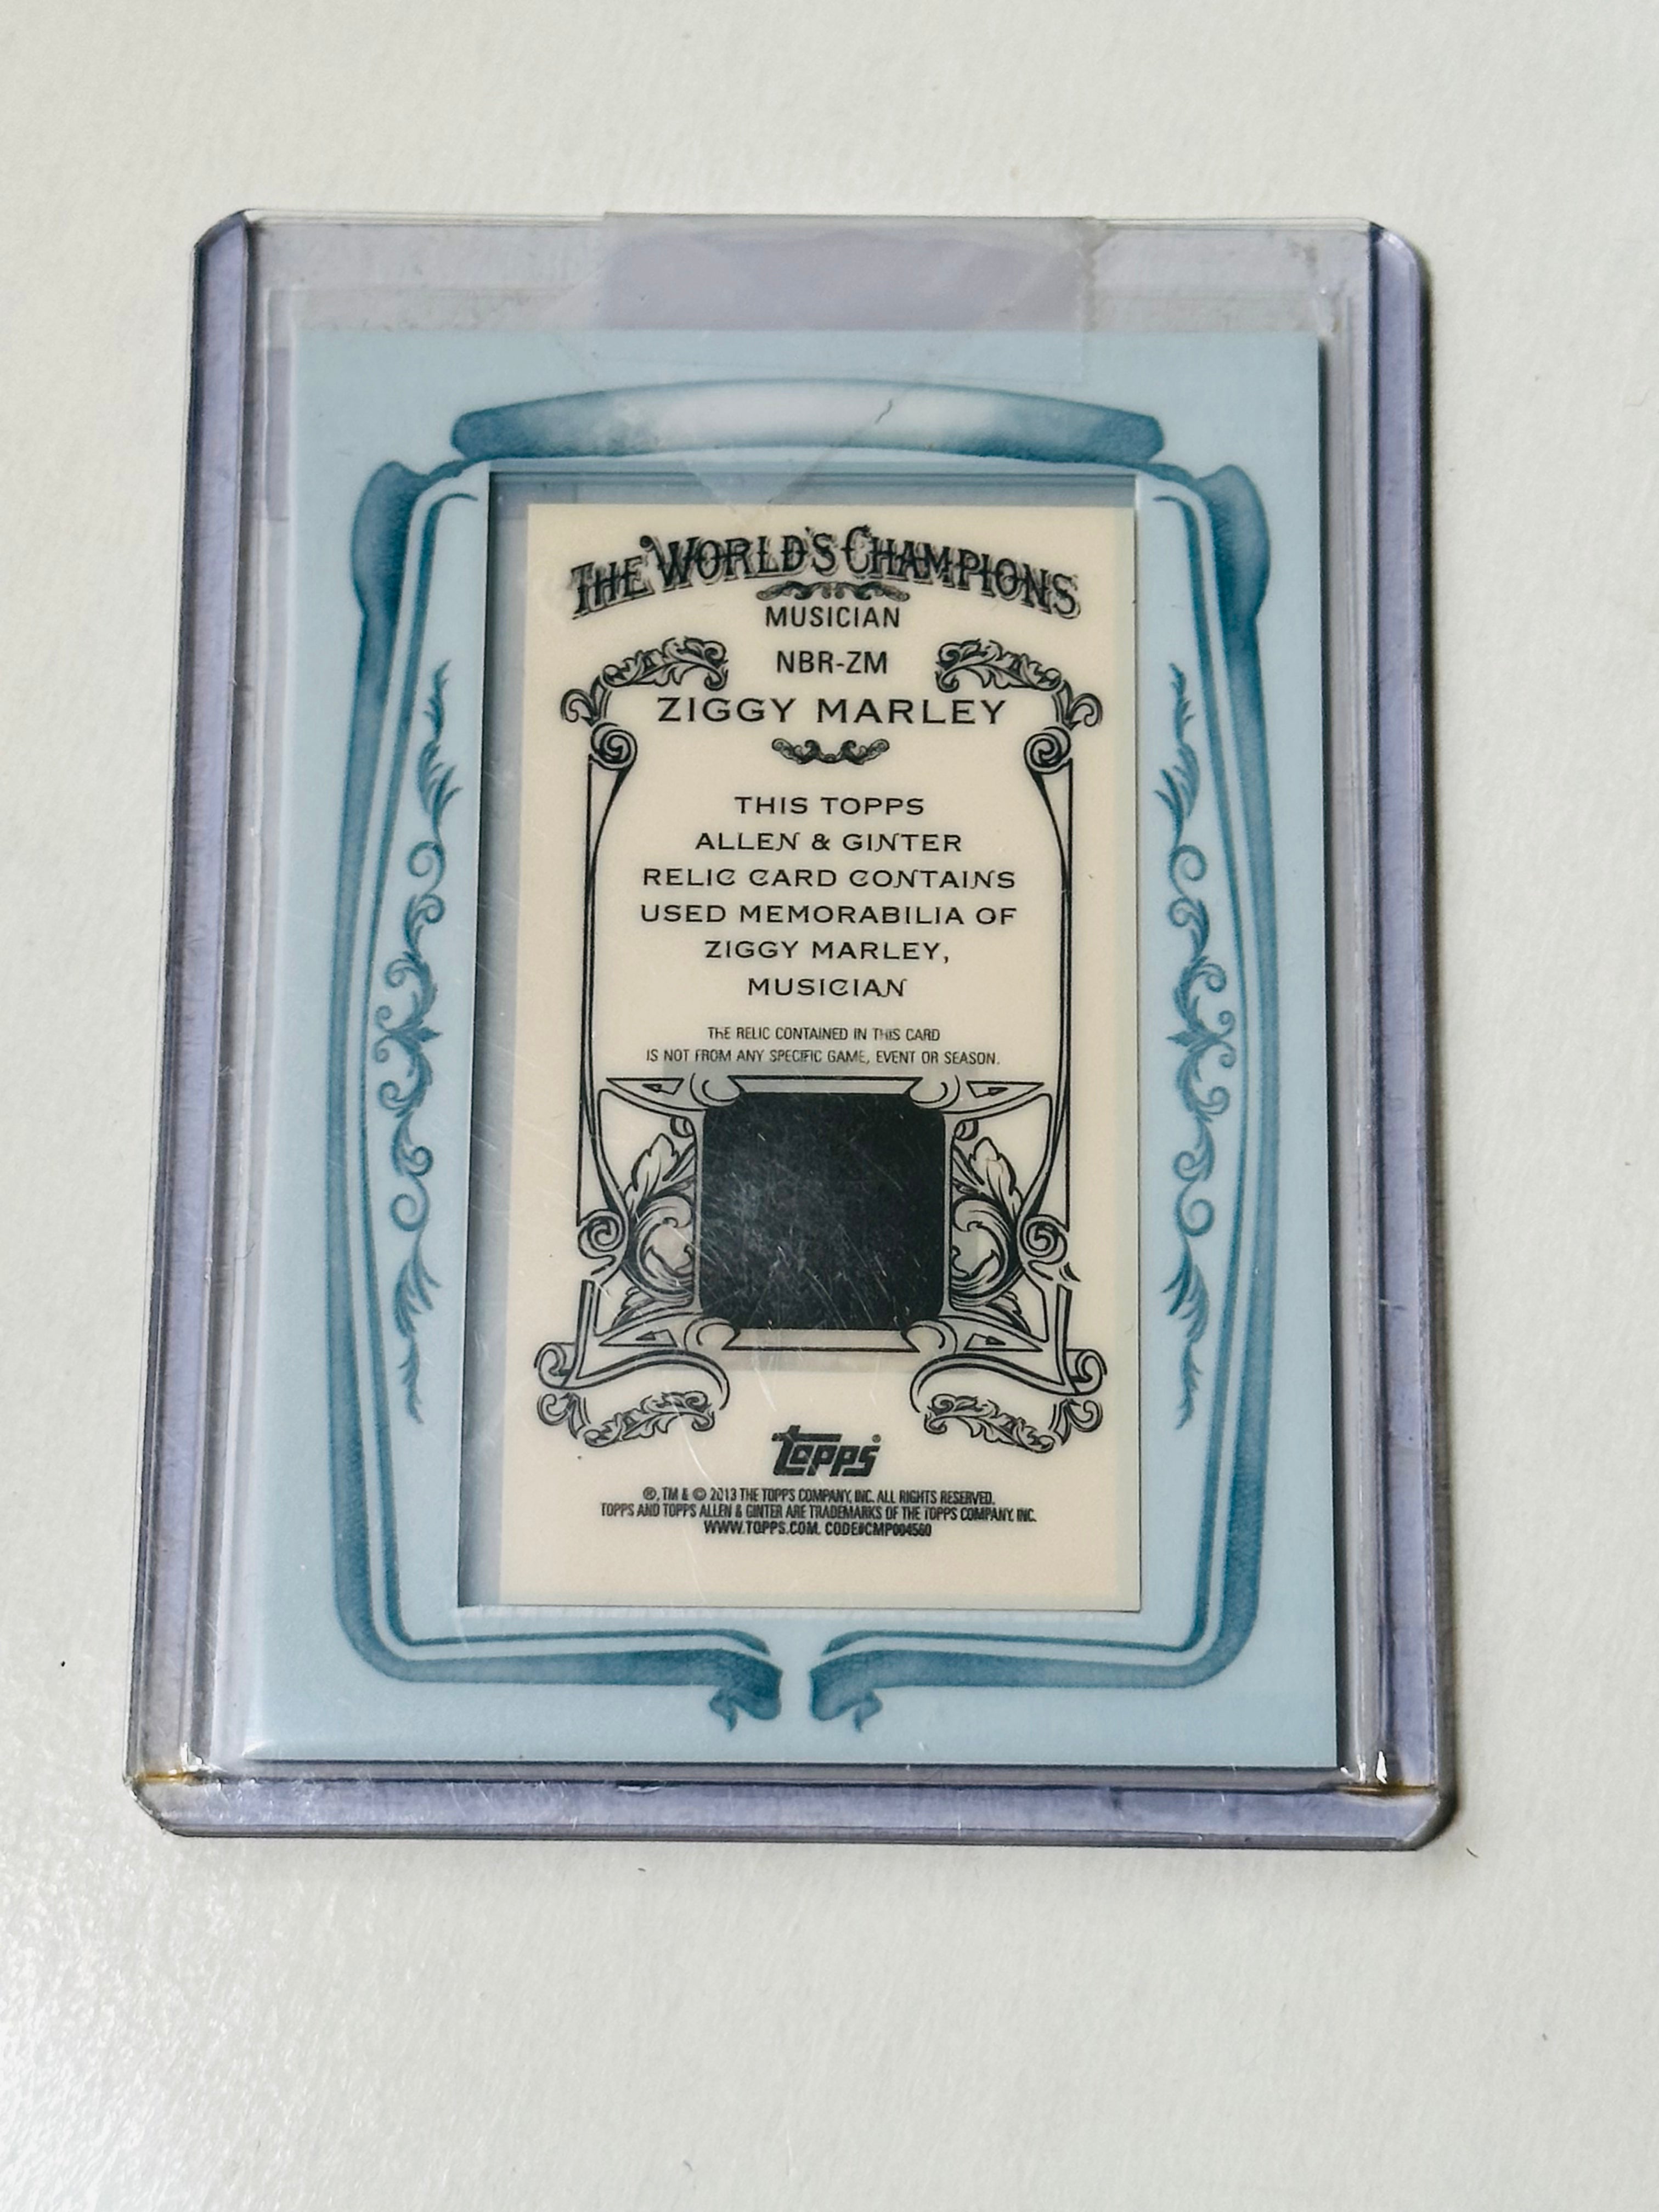 THE WORLD'S CHAMPIONS
MUSICIAN
NBR-ZM
ZIGGY MARLEY
THIS TOPPS
ALLEN & GINTER
RELIC CARD CONTAINS
USED MEMORABILIA OF
ZIGGY MARLEY,
MUSICIAN
THE RELIC CONTAINED IN THIS CARD
IS NOT FROM ANY SPECIFIC GAME, EVENT OR SEASON.
topps®
®, TM & © 2013 THE TOPPS COMPANY, INC. ALL RIGHTS RESERVED.
TOPPS AND TOPPS ALLEN & GINTER ARE TRADEMARKS OF THE TOPPS COMPANY, INC.
WWW.TOPPS.COM. CODE#CMP004560